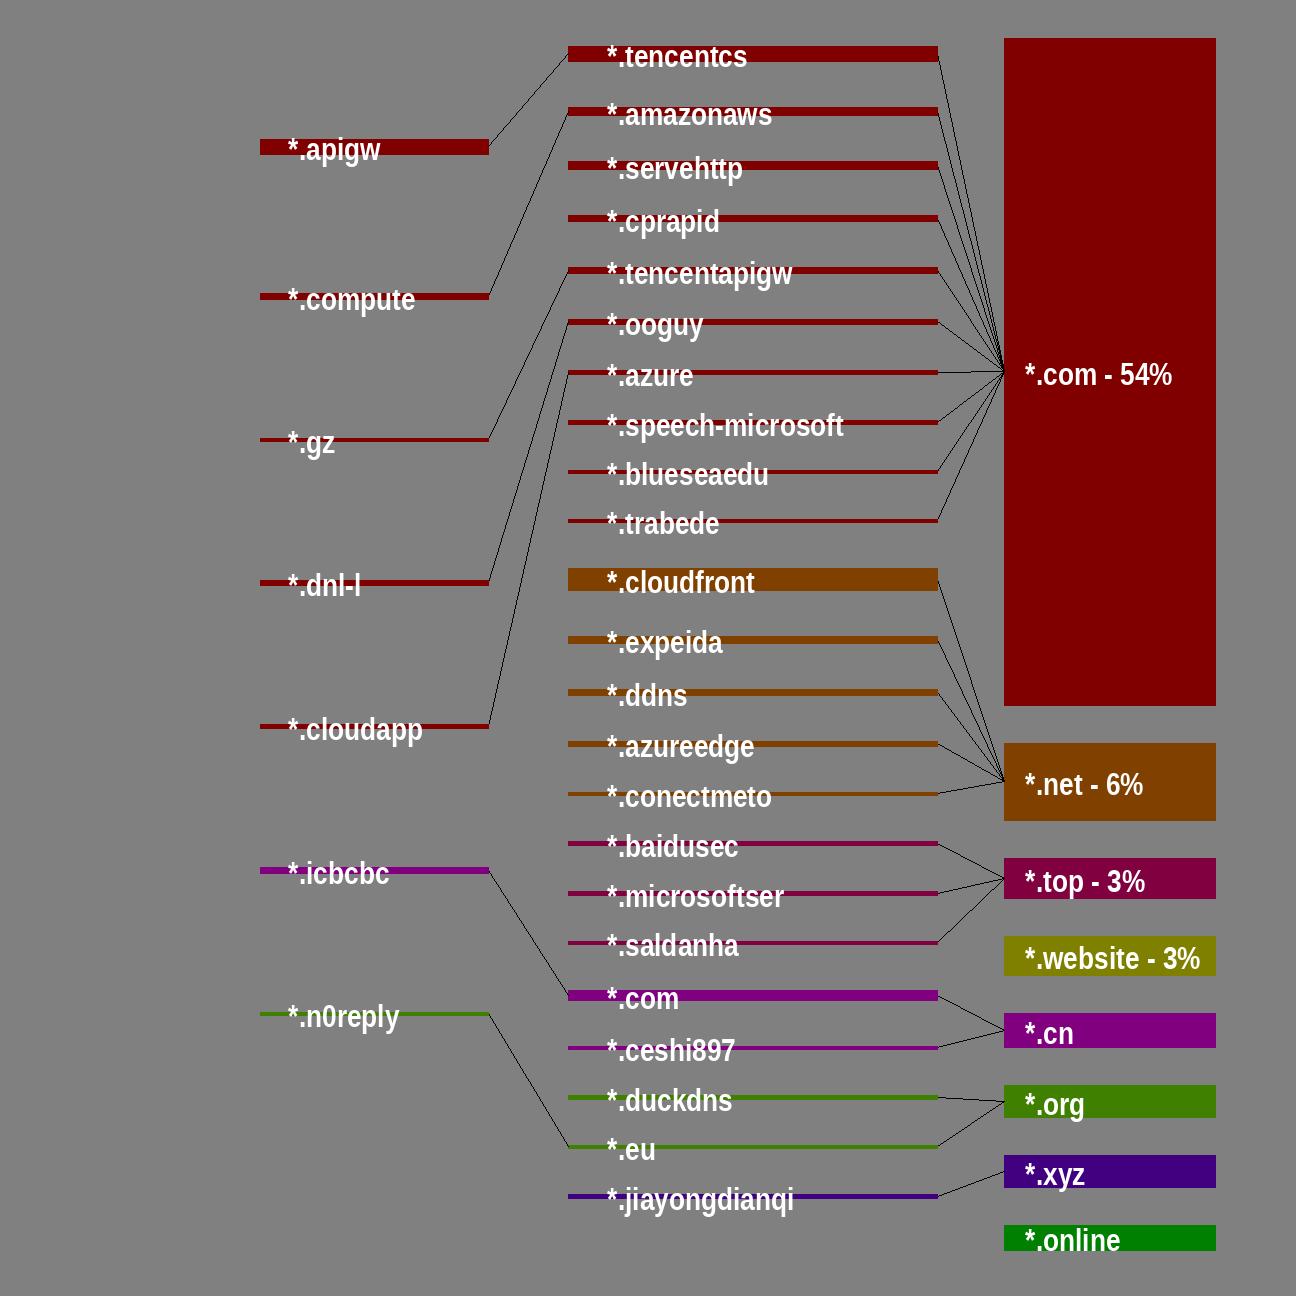 *.apigw
*.compute
*.gz
*.dnl-l
*.cloudapp
*.icbcbc
*.n0reply
*.tencentcs
*.amazonaws
*.servehttp
*.cprapid
*.tencentapigw
*.ooguy
*.azure
*.speech-microsoft
*.blueseaedu
*.trabede
*.cloudfront
*.expeida
*.ddns
*.azureedge
*.conectmeto
*.baidusec
*.microsoftser
*.saldanha
*.com
*.ceshi897
*.duckdns
*.eu
*.jiayongdianqi
*.com - 54%
*.net - 6%
*.top - 3%
*.website - 3%
*.cn
*.org
*.xyz
*.online